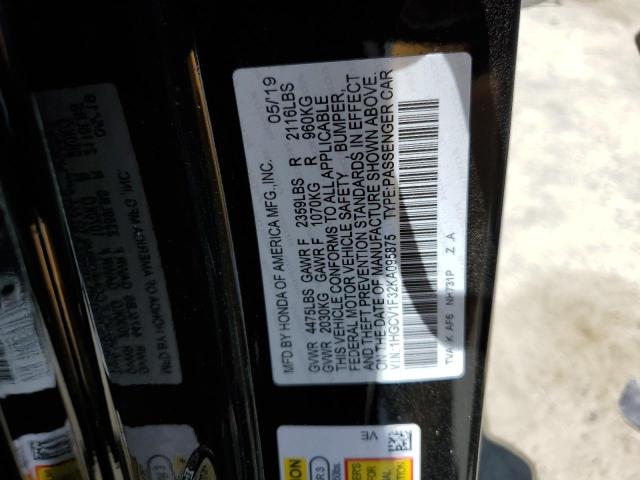 MFD.BY HONDA OF AMERICA MFG.,INC. 05/19
GVWR 4475LBS GAWR F 2359LBS R 2116LBS
GVWR 2030KG GAWR F 1070KG R 960KG
THIS VEHICLE CONFORMS TO ALL APPLICABLE
FEDERAL MOTOR VEHICLE SAFETY , BUMPER,
AND THEFT PREVENTION STANDARDS IN EFFECT
ON THE DATE OF MANUFACTURE SHOWN ABOVE.
V.I.N.:1HGCV1F32KA095875 TYPE:PASSENGER CAR
TVA K AF6 NH731P Z .A
VE